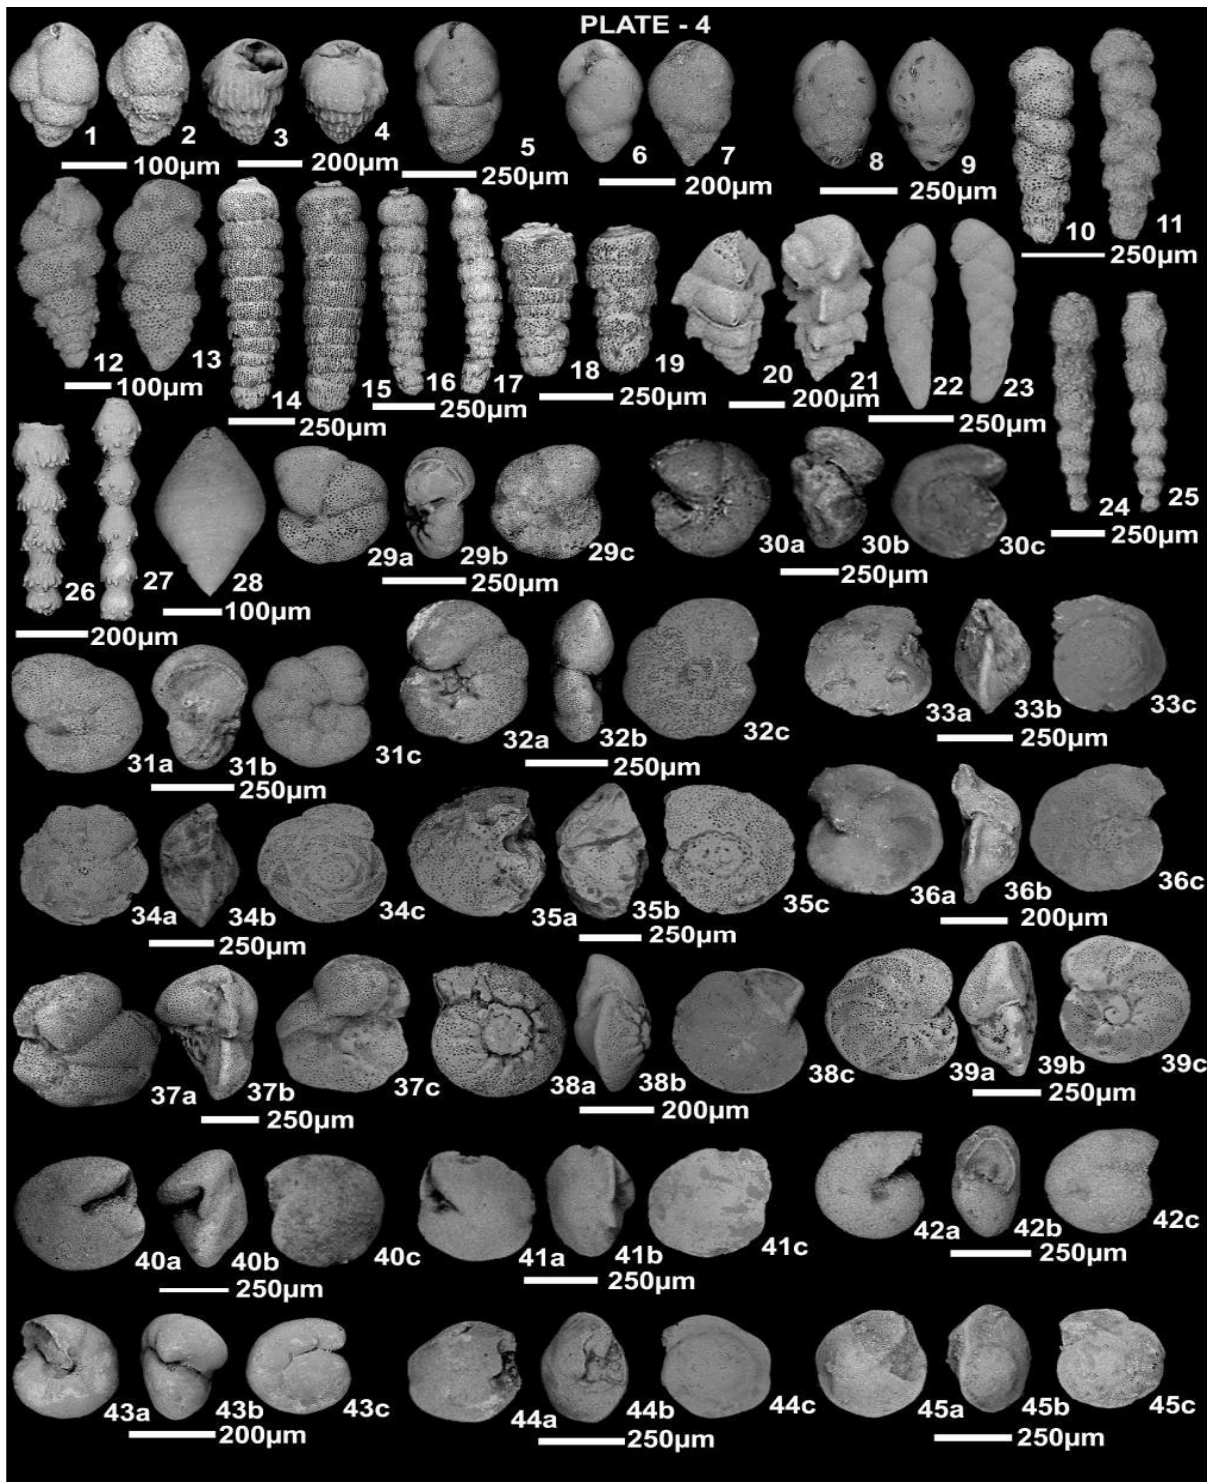 PLATE - 4
1 2 3 4 5 6 7 8 9 10 11
100µm 200µm 250µm 200µm 250µm 250µm
12 13 14 15 16 17 18 19 20 21 22 23
100µm 250µm 250µm 250µm 200µm 250µm
24 25
250µm
26 27 28 29a 29b 29c 30a 30b 30c
200µm 100µm 250µm 250µm
31a 31b 31c 32a 32b 32c 33a 33b 33c
250µm 250µm 250µm
34a 34b 34c 35a 35b 35c 36a 36b 36c
250µm 250µm 200µm
37a 37b 37c 38a 38b 38c 39a 39b 39c
250µm 200µm 250µm
40a 40b 40c 41a 41b 41c 42a 42b 42c
250µm 250µm 250µm
43a 43b 43c 44a 44b 44c 45a 45b 45c
200µm 250µm 250µm